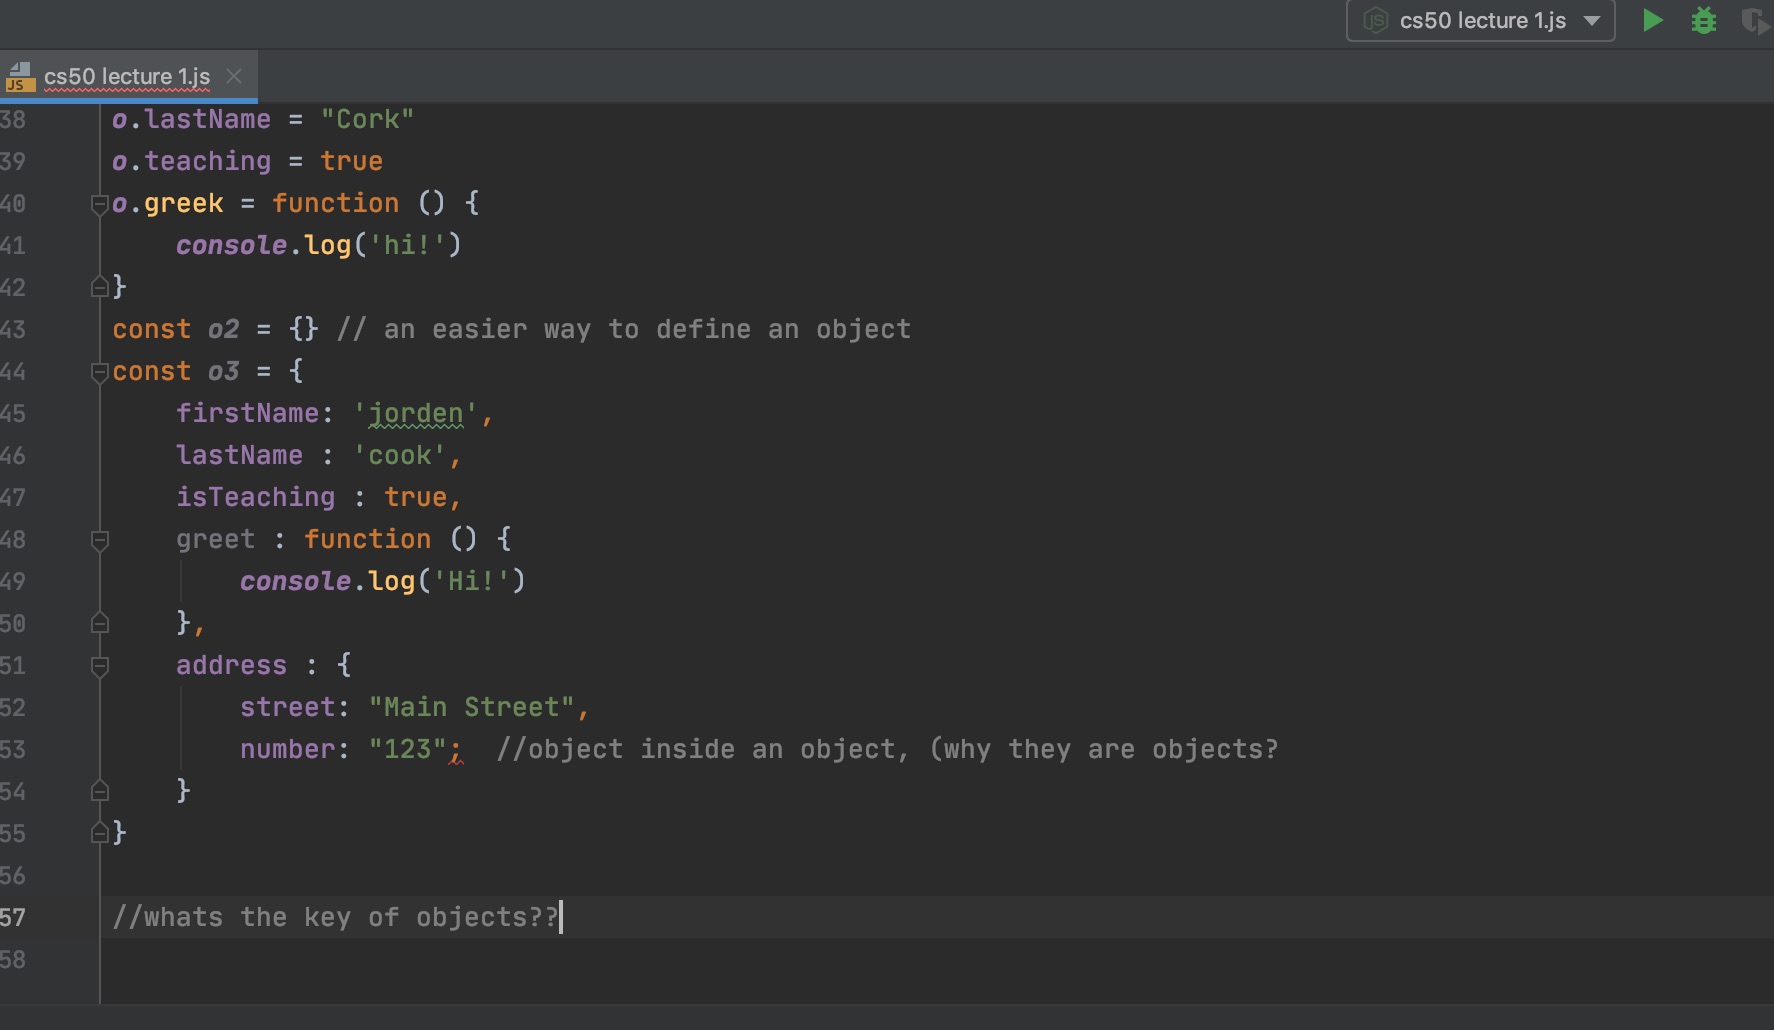 JS cs50 lecture 1.js
JS cs50 lecture 1.js
38 o.lastName = "Cork"
39 o.teaching = true
40 o.greek = function () {
41 console.log('hi!')
42 }
43 const o2 = {} // an easier way to define an object
44 const o3 = {
45 firstName: 'jorden',
46 lastName : 'cook',
47 isTeaching : true,
48 greet : function () {
49 console.log('Hi!')
50 },
51 address : {
52 street: "Main Street",
53 number: "123"; //object inside an object, (why they are objects?
54 }
55 }
56
57 //whats the key of objects??
58